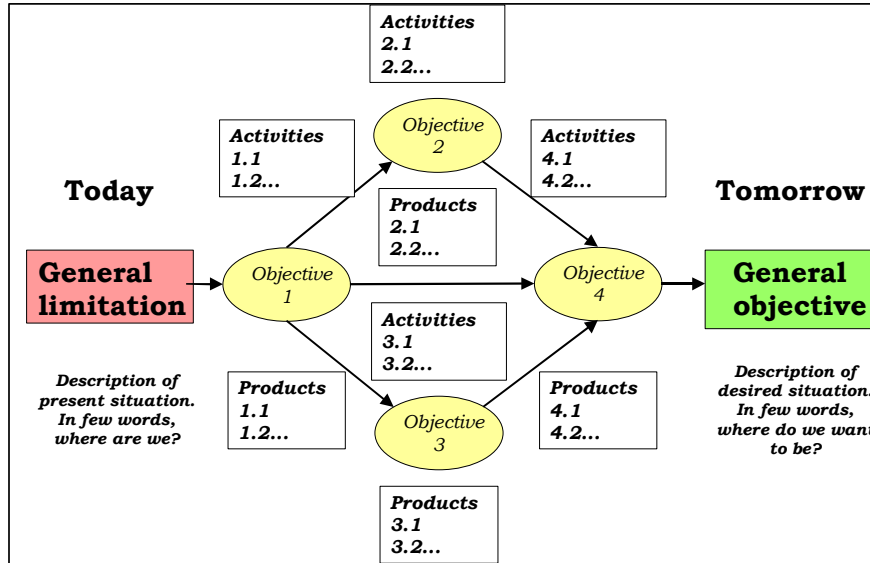 Activities
2.1
2.2...
Activities
1.1
1.2...
Objective
2
Activities
4.1
4.2...
Today
Products
2.1
2.2...
Tomorrow
General
limitation
Objective
1
Objective
4
General
objective
Activities
3.1
3.2...
Description of
present situation.
In few words,
where are we?
Products
1.1
1.2...
Objective
3
Products
4.1
4.2...
Description of
desired situation.
In few words,
where do we want
to be?
Products
3.1
3.2...